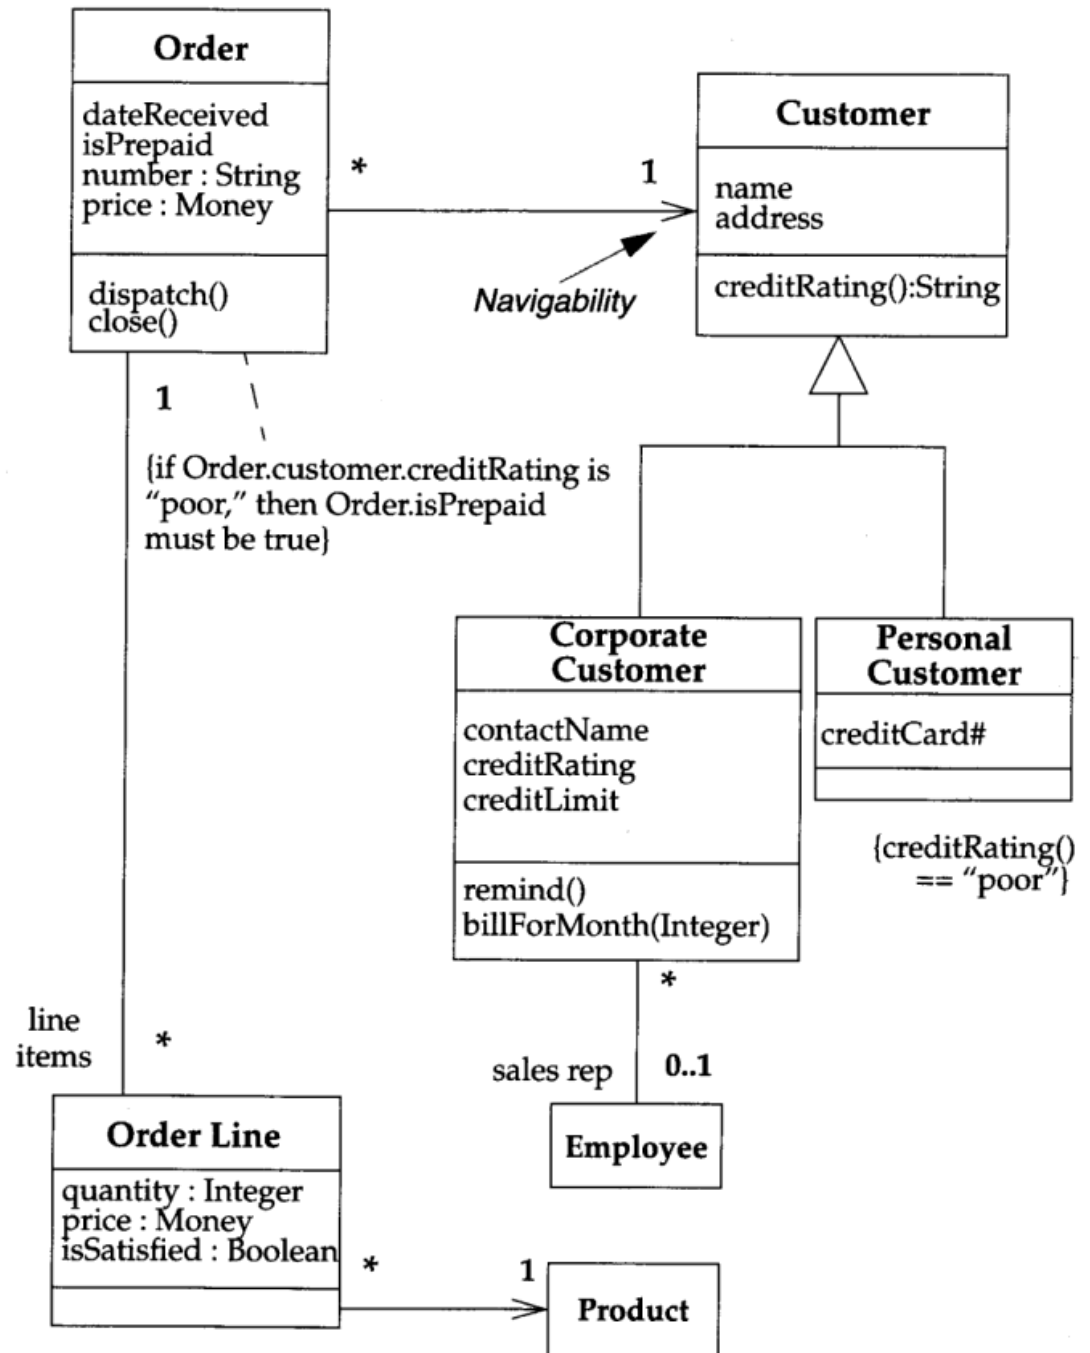 Order
dateReceived
isPrepaid
number : String
price : Money
dispatch()
close()
*
1
Navigability
Customer
name
address
creditRating():String
1
{if Order.customer.creditRating is
“poor,” then Order.isPrepaid
must be true}
Corporate
Customer
contactName
creditRating
creditLimit
remind()
billForMonth(Integer)
Personal
Customer
creditCard#
{creditRating()
== “poor”}
*
sales rep
0..1
Employee
line
items
*
Order Line
quantity : Integer
price : Money
isSatisfied : Boolean
*
1
Product